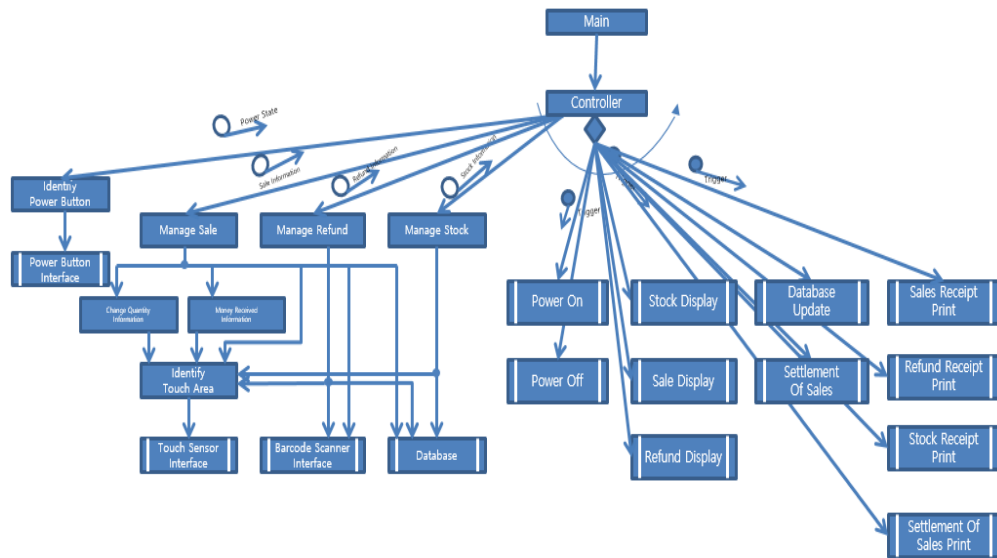 Main
Controller
Power State
Sale Information
Refund Information
Stock Information
Trigger
Trigger
Trigger
Identify
Power Button
Manage Sale
Manage Refund
Manage Stock
Power Button
Interface
Change Quantity
Information
Money Received
Information
Identify
Touch Area
Touch Sensor
Interface
Barcode Scanner
Interface
Database
Power On
Stock Display
Database
Update
Sales Receipt
Print
Power Off
Sale Display
Settlement
Of Sales
Refund Receipt
Print
Refund Display
Stock Receipt
Print
Settlement Of
Sales Print